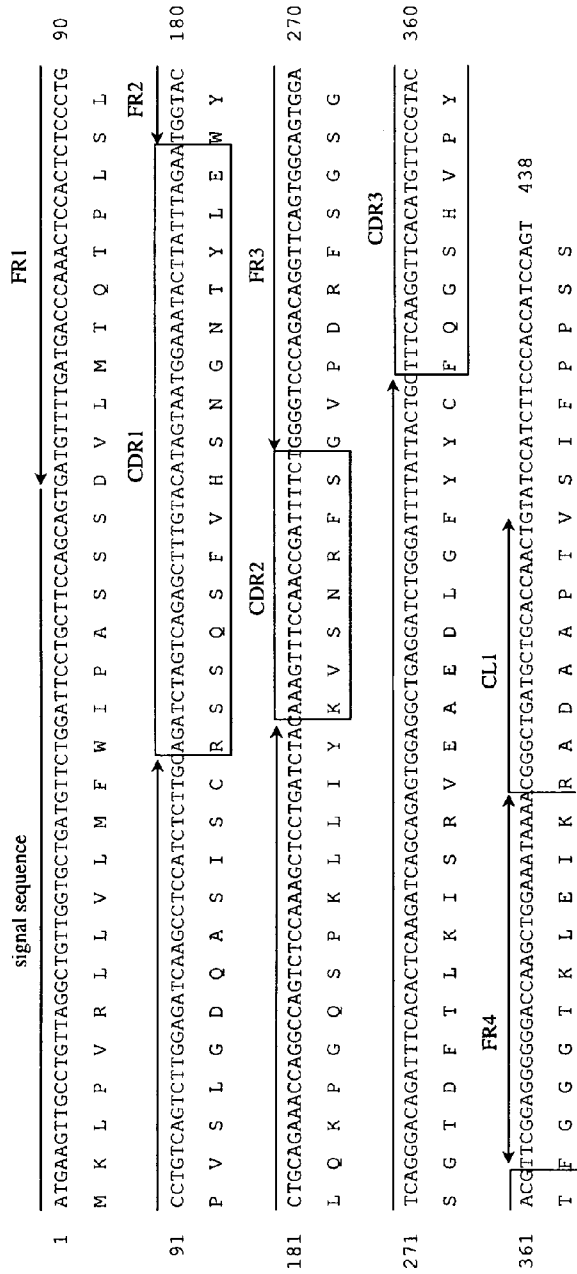 signal sequence FR1
1 ATGAAGTTGCCTGTTAGGCTGTTGGTGCTGATGTTCTGGATTCCTGCTTCCAGCAGTGATGTTTTGATGACCCAAACTCCACTCTCCCTG 90
M K L P V R L L V L M F W I P A S S S D V L M T Q T P L S L
CDR1 FR2
91 CCTGTCAGTCTTGGAGATCAAGCCTCCATCTCTTGCAGATCTAGTCAGAGCTTTGTACATAGTAATGGAAATACTTATTTAGAATGGTAC 180
P V S L G D Q A S I S C R S S Q S F V H S N G N T Y L E W Y
CDR2 FR3
181 CTGCAGAAACCAGGCCAGTCTCCAAAGCTCCTGATCTACAAAGTTTCCAACCGATTTTCTGGGGTCCCAGACAGGTTCAGTGGCAGTGGA 270
L Q K P G Q S P K L L I Y K V S N R F S G V P D R F S G S G
CDR3
271 TCAGGGACAGATTTCACACTCAAGATCAGCAGAGTGGAGGCTGAGGATCTGGGATTTTATTACTGCTTTCAAGGTTCACATGTTCCGTAC 360
S G T D F T L K I S R V E A E D L G F Y Y C F Q G S H V P Y
FR4 CL1
361 ACGTTCGGAGGGGGGACCAAGCTGGAAATAAAACGGGCTGATGCTGCACCAACTGTATCCATCTTCCCACCATCCAGT 438
T F G G G T K L E I K R A D A A P T V S I F P P S S